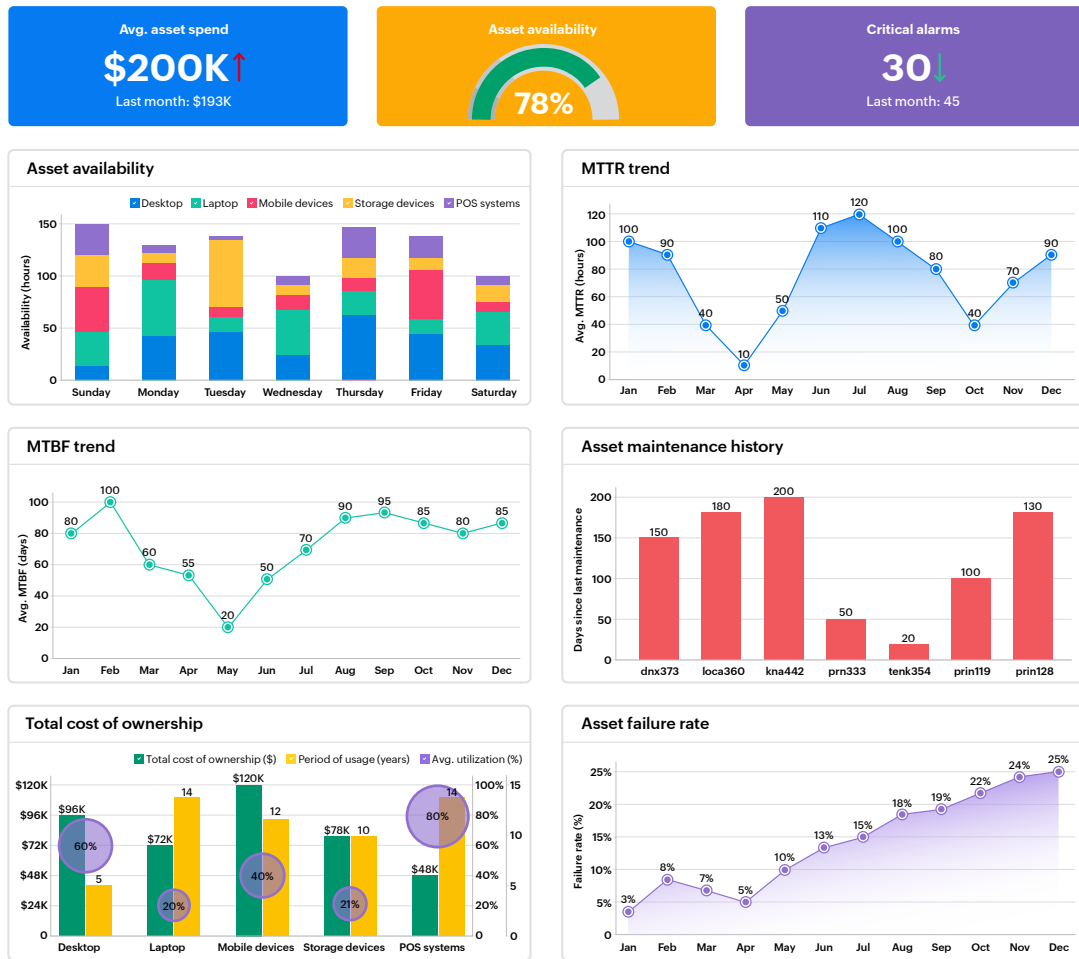 Avg. asset spend
$200K↑
Last month: $193K
Asset availability
78%
Critical alarms
30↓
Last month: 45
Asset availability
Desktop Laptop Mobile devices Storage devices POS systems
Availability (hours)
150
100
50
0
Sunday Monday Tuesday Wednesday Thursday Friday Saturday
MTTR trend
Avg. MTTR (hours)
120
100
80
60
40
20
0
100 90 40 10 50 110 120 100 80 40 70 90
Jan Feb Mar Apr May Jun Jul Aug Sep Oct Nov Dec
MTBF trend
Avg. MTBF (days)
100
80
60
40
20
0
80 100 60 55 20 50 70 90 95 85 80 85
Jan Feb Mar Apr May Jun Jul Aug Sep Oct Nov Dec
Asset maintenance history
Days since last maintenance
200
150
100
50
0
150 180 200 50 20 100 130
dnx373 loca360 kna442 prn333 tenk354 prin119 prin128
Total cost of ownership
Total cost of ownership ($) Period of usage (years) Avg. utilization (%)
$120K
$96K
$72K
$48K
$24K
0
$96K 5 $72K 14 $120K 12 $78K 10 $48K 14
60% 20% 40% 21% 80%
100%
80%
60%
40%
20%
0
15
10
5
0
Desktop Laptop Mobile devices Storage devices POS systems
Asset failure rate
Failure rate (%)
25%
20%
15%
10%
5%
0
3% 8% 7% 5% 10% 13% 15% 18% 19% 22% 24% 25%
Jan Feb Mar Apr May Jun Jul Aug Sep Oct Nov Dec